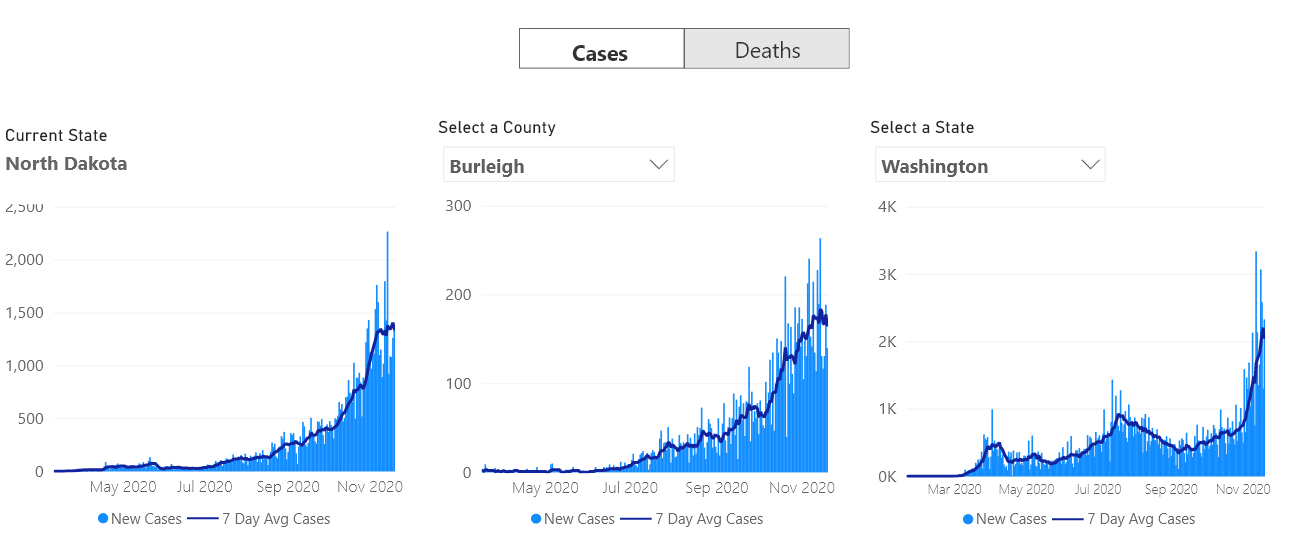 Cases Deaths
Current State
North Dakota
2,500
2,000
1,500
1,000
500
0
May 2020 Jul 2020 Sep 2020 Nov 2020
New Cases 7 Day Avg Cases
Select a County
Burleigh
300
200
100
0
May 2020 Jul 2020 Sep 2020 Nov 2020
New Cases 7 Day Avg Cases
Select a State
Washington
4K
3K
2K
1K
0K
Mar 2020 May 2020 Jul 2020 Sep 2020 Nov 2020
New Cases 7 Day Avg Cases